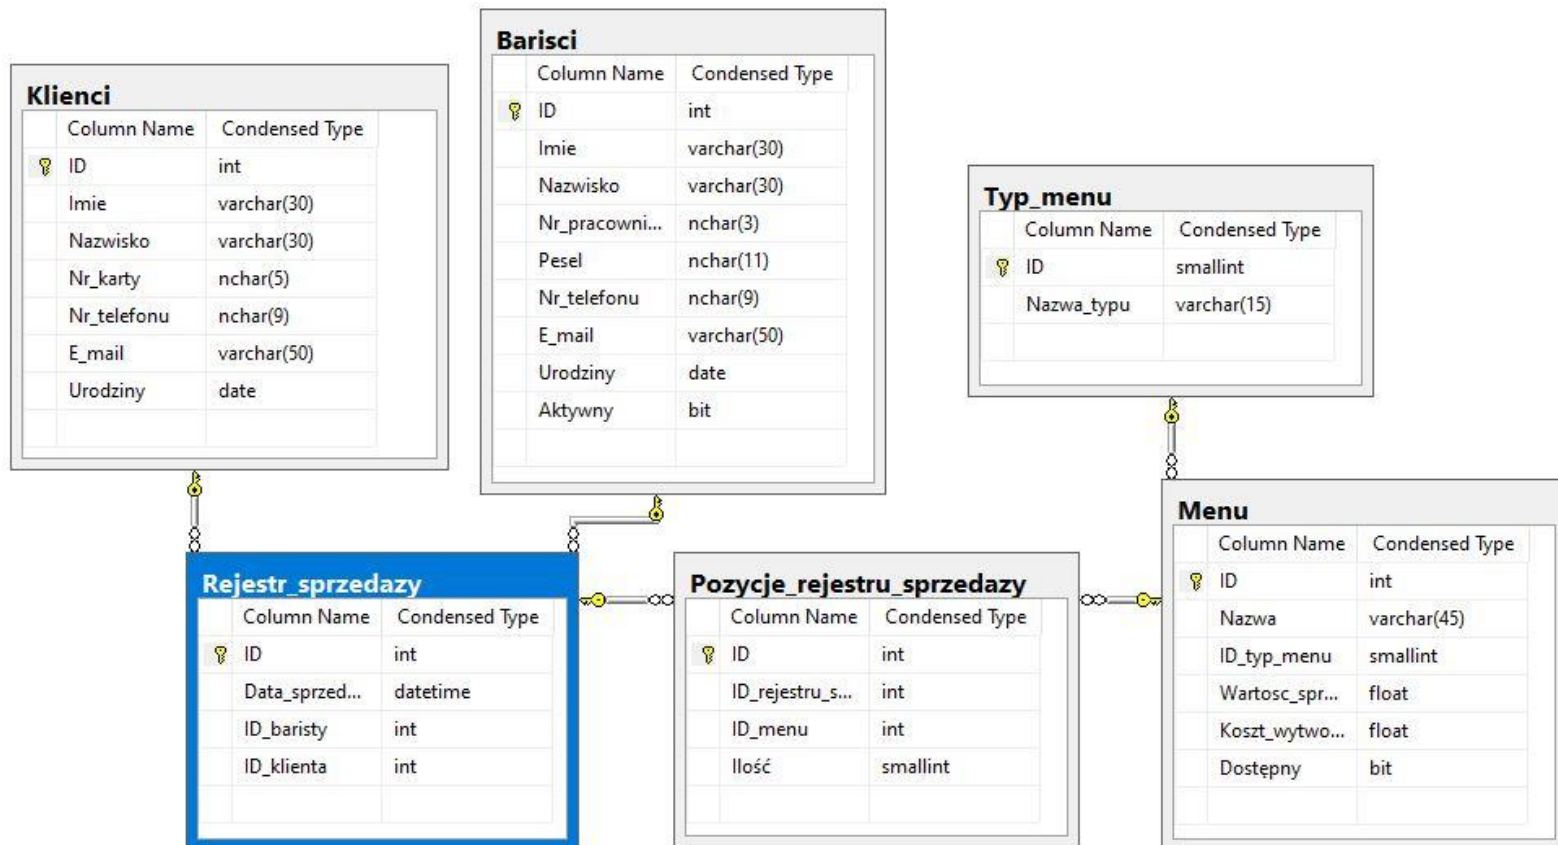 Klienci
Column Name Condensed Type
ID int
Imie varchar(30)
Nazwisko varchar(30)
Nr_karty nchar(5)
Nr_telefonu nchar(9)
E_mail varchar(50)
Urodziny date
Barisci
Column Name Condensed Type
ID int
Imie varchar(30)
Nazwisko varchar(30)
Nr_pracowni... nchar(3)
Pesel nchar(11)
Nr_telefonu nchar(9)
E_mail varchar(50)
Urodziny date
Aktywny bit
Typ_menu
Column Name Condensed Type
ID smallint
Nazwa_typu varchar(15)
Rejestr_sprzedazy
Column Name Condensed Type
ID int
Data_sprzed... datetime
ID_baristy int
ID_klienta int
Pozycje_rejestru_sprzedazy
Column Name Condensed Type
ID int
ID_rejestru_s... int
ID_menu int
Ilość smallint
Menu
Column Name Condensed Type
ID int
Nazwa varchar(45)
ID_typ_menu smallint
Wartosc_spr... float
Koszt_wytwo... float
Dostępny bit